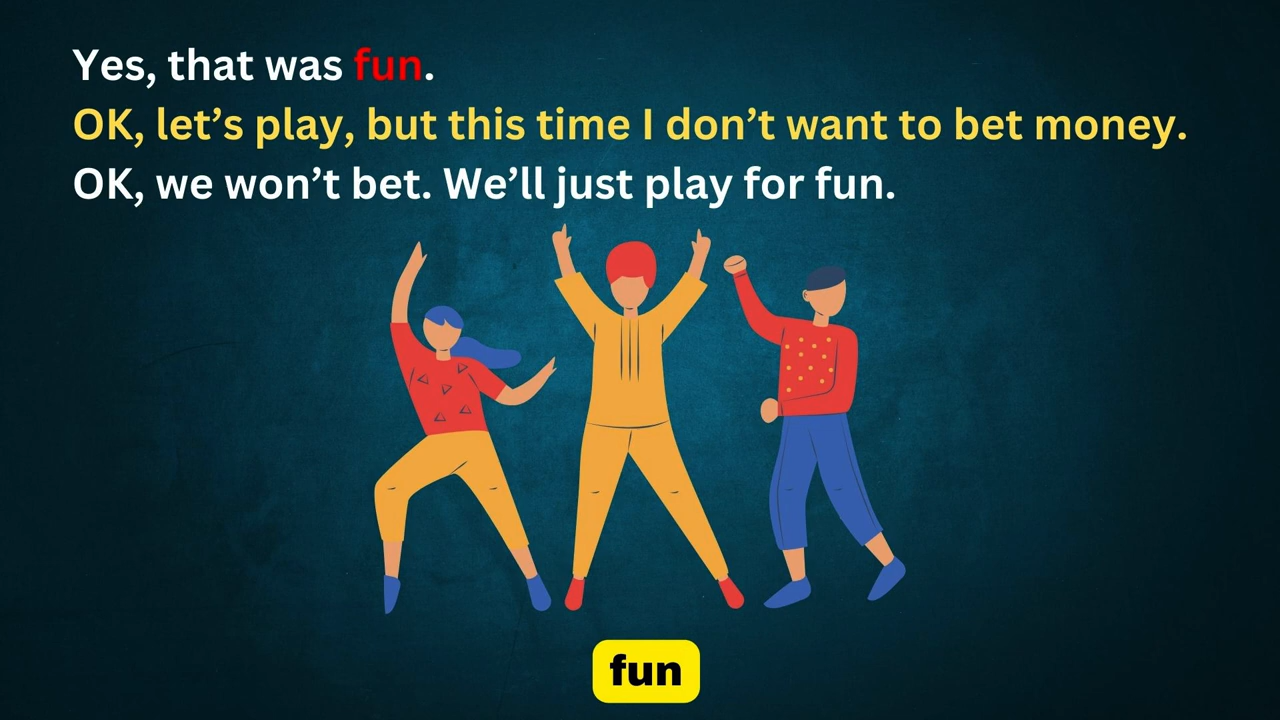 Yes, that was fun.
OK, let’s play, but this time I don’t want to bet money.
OK, we won’t bet. We’ll just play for fun.
fun